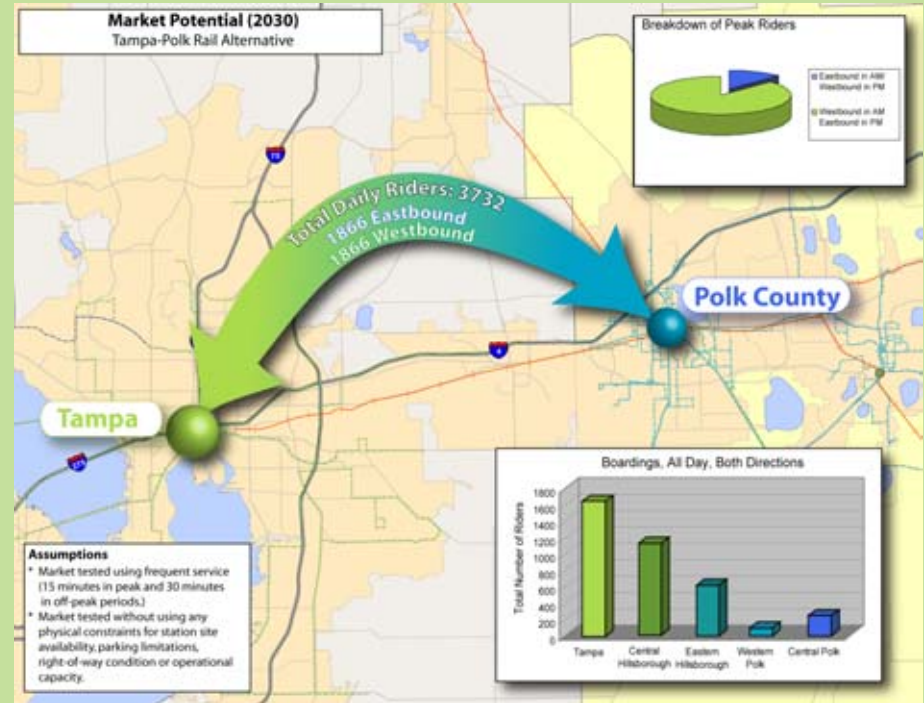 Market Potential (2030)
Tampa-Polk Rail Alternative
Breakdown of Peak Riders
Eastbound in AM/
Westbound in PM
Westbound in AM
Eastbound in PM
75
Total Daily Riders: 3732
1866 Eastbound
1866 Westbound
Polk County
4
Tampa
275
Boardings, All Day, Both Directions
Total Number of Riders
1800
1600
1400
1200
1000
800
600
400
200
0
Tampa
Central
Hillsborough
Eastern
Hillsborough
Western
Polk
Central Polk
Assumptions
* Market tested using frequent service
(15 minutes in peak and 30 minutes
in off-peak periods.)
* Market tested without using any
physical constraints for station site
availability, parking limitations,
right-of-way condition or operational
capacity.